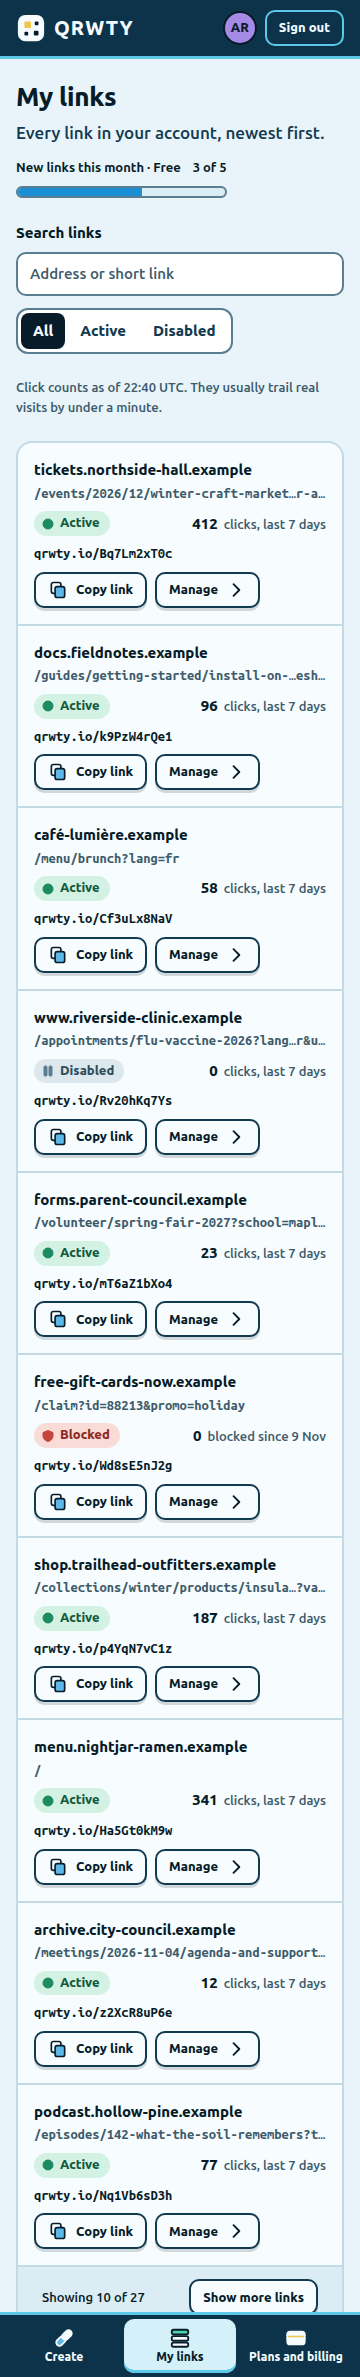 QRWTY
AR
Sign out
My links
Every link in your account, newest first.
New links this month · Free 3 of 5
Search links
Address or short link
All Active Disabled
Click counts as of 22:40 UTC. They usually trail real
visits by under a minute.
tickets.northside-hall.example
/events/2026/12/winter-craft-market…r-a…
Active 412 clicks, last 7 days
qrwty.io/Bq7Lm2xT0c
Copy link Manage
docs.fieldnotes.example
/guides/getting-started/install-on-…esh…
Active 96 clicks, last 7 days
qrwty.io/k9PzW4rQe1
Copy link Manage
café-lumière.example
/menu/brunch?lang=fr
Active 58 clicks, last 7 days
qrwty.io/Cf3uLx8NaV
Copy link Manage
www.riverside-clinic.example
/appointments/flu-vaccine-2026?lang…r&u…
Disabled 0 clicks, last 7 days
qrwty.io/Rv20hKq7Ys
Copy link Manage
forms.parent-council.example
/volunteer/spring-fair-2027?school=mapl…
Active 23 clicks, last 7 days
qrwty.io/mT6aZ1bXo4
Copy link Manage
free-gift-cards-now.example
/claim?id=88213&promo=holiday
Blocked 0 blocked since 9 Nov
qrwty.io/Wd8sE5nJ2g
Copy link Manage
shop.trailhead-outfitters.example
/collections/winter/products/insula…?va…
Active 187 clicks, last 7 days
qrwty.io/p4YqN7vC1z
Copy link Manage
menu.nightjar-ramen.example
/
Active 341 clicks, last 7 days
qrwty.io/Ha5Gt0kM9w
Copy link Manage
archive.city-council.example
/meetings/2026-11-04/agenda-and-support…
Active 12 clicks, last 7 days
qrwty.io/z2XcR8uP6e
Copy link Manage
podcast.hollow-pine.example
/episodes/142-what-the-soil-remembers?t…
Active 77 clicks, last 7 days
qrwty.io/Nq1Vb6sD3h
Copy link Manage
Showing 10 of 27 Show more links
Create My links Plans and billing